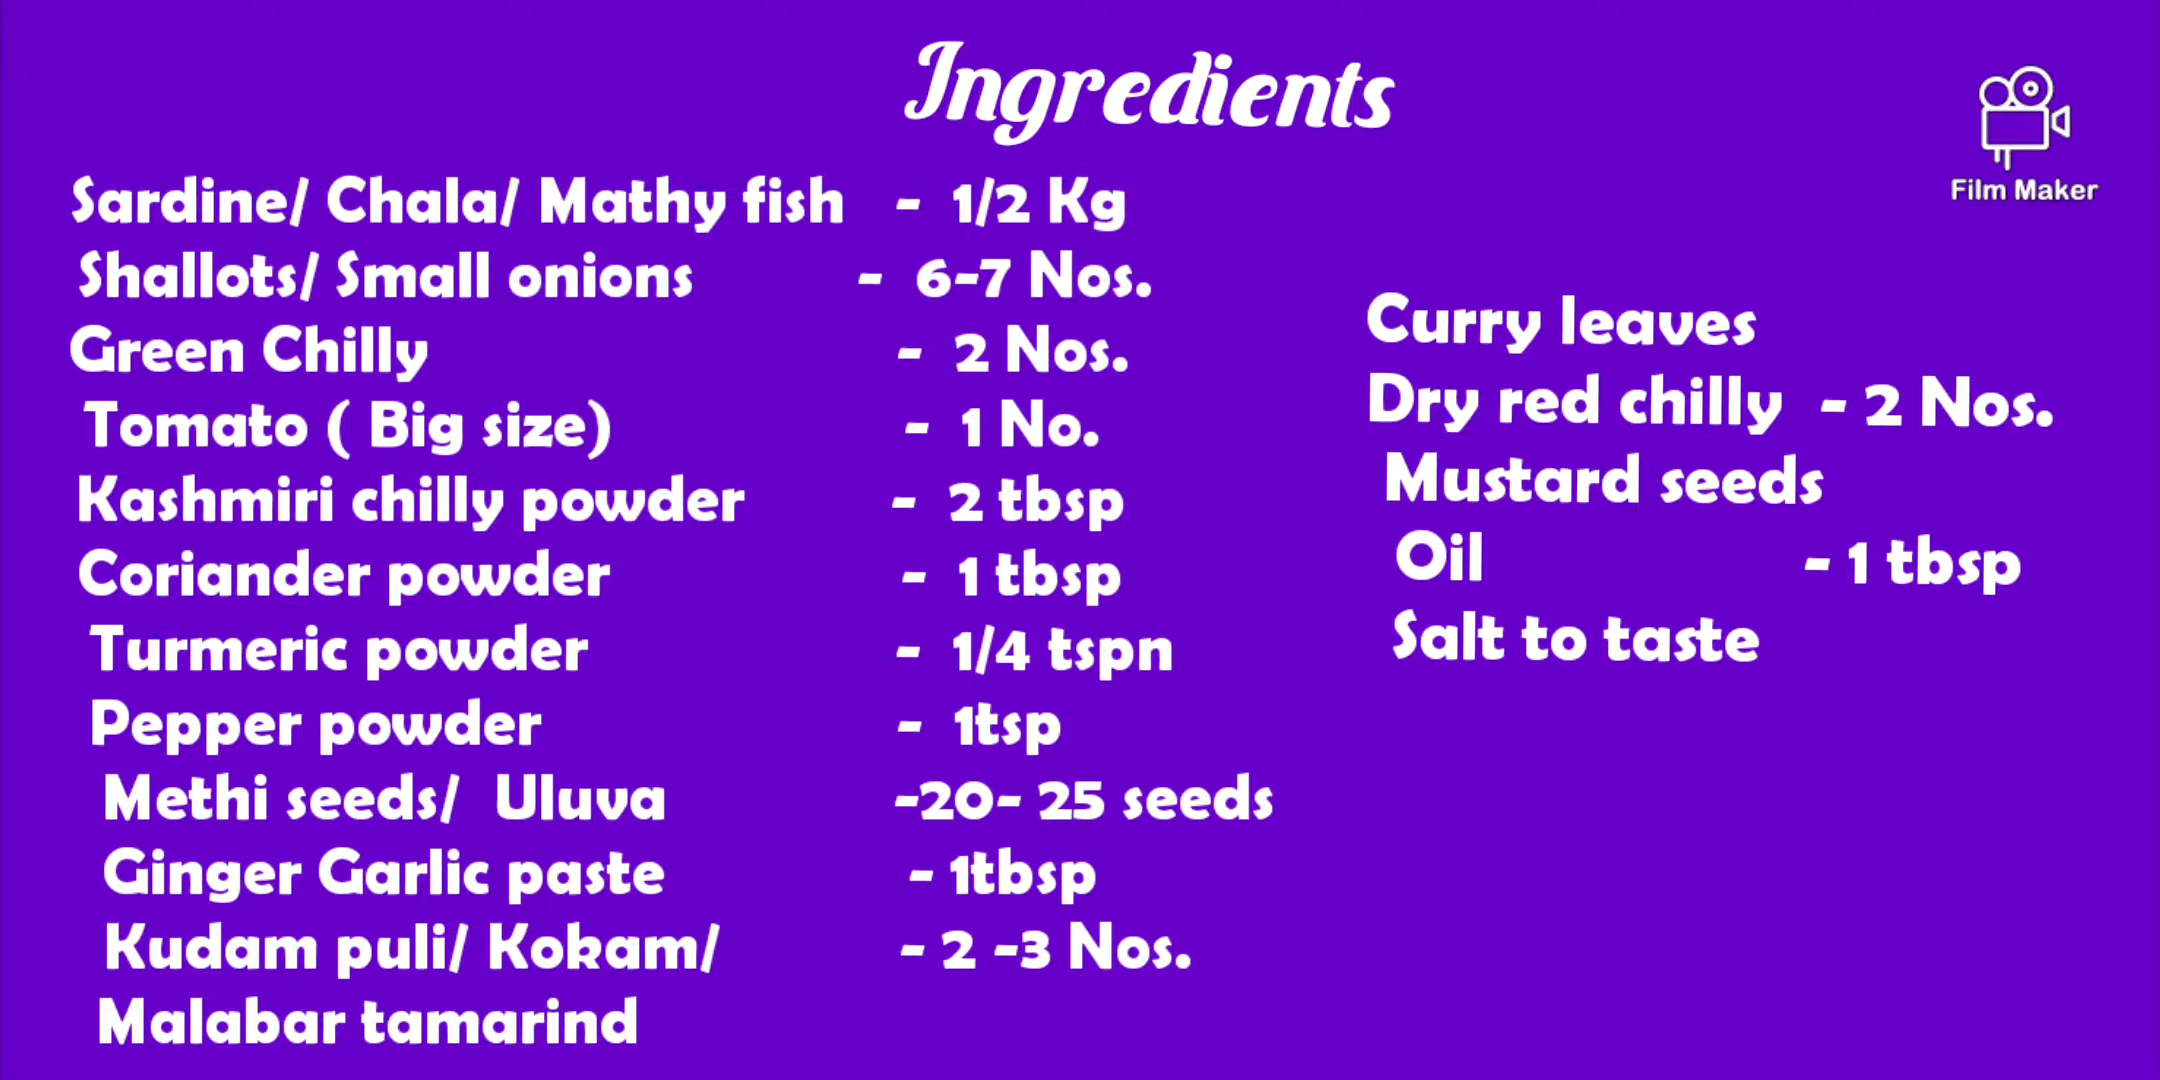 Ingredients
Film Maker
Sardine/ Chala/ Mathy fish - 1/2 Kg
Shallots/ Small onions - 6-7 Nos.
Green Chilly - 2 Nos.
Tomato ( Big size) - 1 No.
Kashmiri chilly powder - 2 tbsp
Coriander powder - 1 tbsp
Turmeric powder - 1/4 tspn
Pepper powder - 1tsp
Methi seeds/ Uluva -20- 25 seeds
Ginger Garlic paste - 1tbsp
Kudam puli/ Kokam/ - 2 -3 Nos.
Malabar tamarind
Curry leaves
Dry red chilly - 2 Nos.
Mustard seeds
Oil - 1 tbsp
Salt to taste